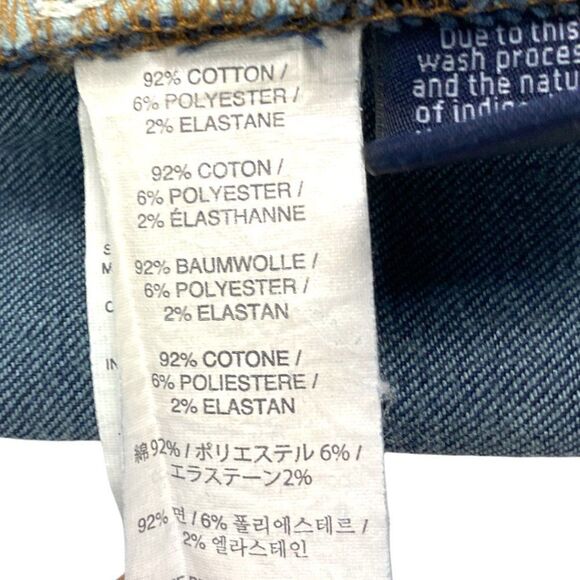 92% COTTON /
6% POLYESTER /
2% ELASTANE
92% COTON /
6% POLYESTER /
2% ÉLASTHANNE
92% BAUMWOLLE /
6% POLYESTER /
2% ELASTAN
92% COTONE /
6% POLIESTERE /
2% ELASTAN
綿 92% / ポリエステル 6% /
エラステーン2%
92% 면 / 6% 폴리에스테르 /
2% 엘라스테인
Due to this
wash
and the
of